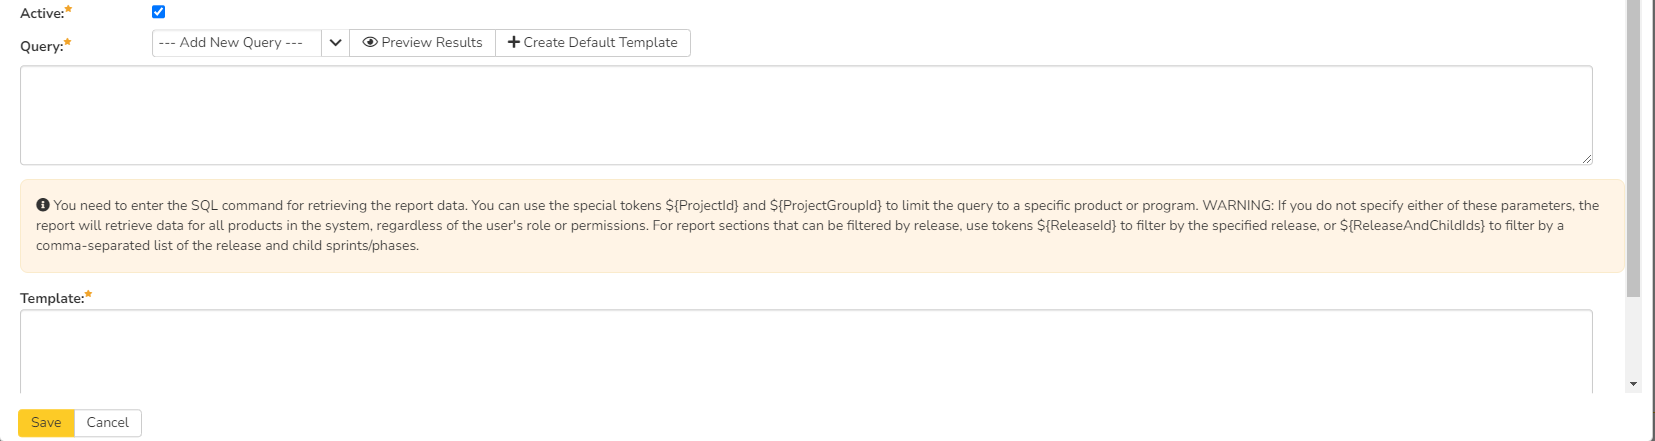 Active:
Query:
--- Add New Query ---
Preview Results
Create Default Template
You need to enter the SQL command for retrieving the report data. You can use the special tokens ${ProjectId} and ${ProjectGroupId} to limit the query to a specific product or program. WARNING: If you do not specify either of these parameters, the
report will retrieve data for all products in the system, regardless of the user's role or permissions. For report sections that can be filtered by release, use tokens ${ReleaseId} to filter by the specified release, or ${ReleaseAndChildIds} to filter by a
comma-separated list of the release and child sprints/phases.
Template:
Save
Cancel